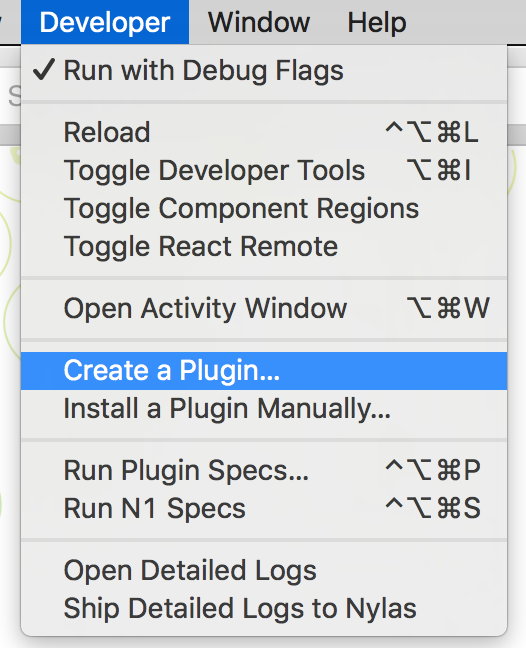 Developer Window Help
✓ Run with Debug Flags
S
Reload ^⌥⌘L
Toggle Developer Tools ⌥⌘I
Toggle Component Regions
Toggle React Remote
Open Activity Window ⌥⌘W
Create a Plugin...
Install a Plugin Manually...
Run Plugin Specs... ^⌥⌘P
Run N1 Specs ^⌥⌘S
Open Detailed Logs
Ship Detailed Logs to Nylas